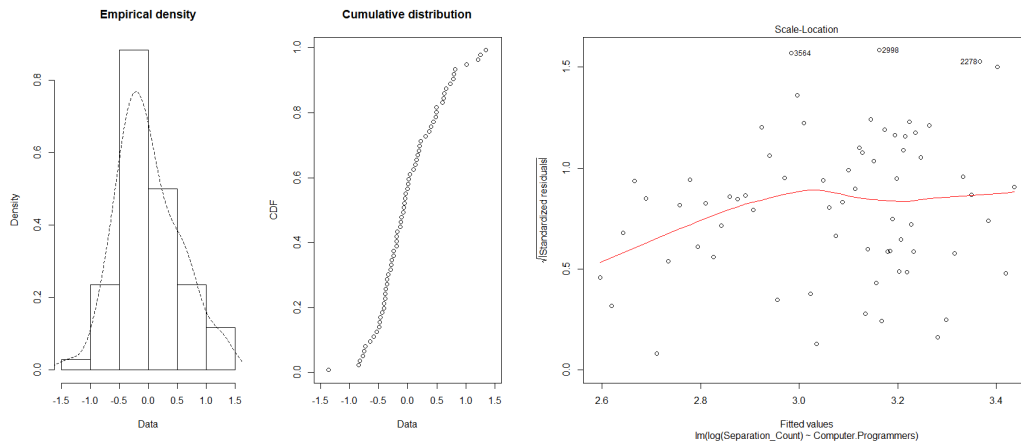 Empirical density
Density
0.0 0.2 0.4 0.6 0.8
-1.5 -1.0 -0.5 0.0 0.5 1.0 1.5
Data
Cumulative distribution
CDF
0.0 0.2 0.4 0.6 0.8 1.0
-1.5 -1.0 -0.5 0.0 0.5 1.0 1.5
Data
Scale-Location
√|Standardized residuals|
0.0 0.5 1.0 1.5
3564
2998
2278
2.6 2.8 3.0 3.2 3.4
Fitted values
lm(log(Separation_Count) ~ Computer.Programmers)